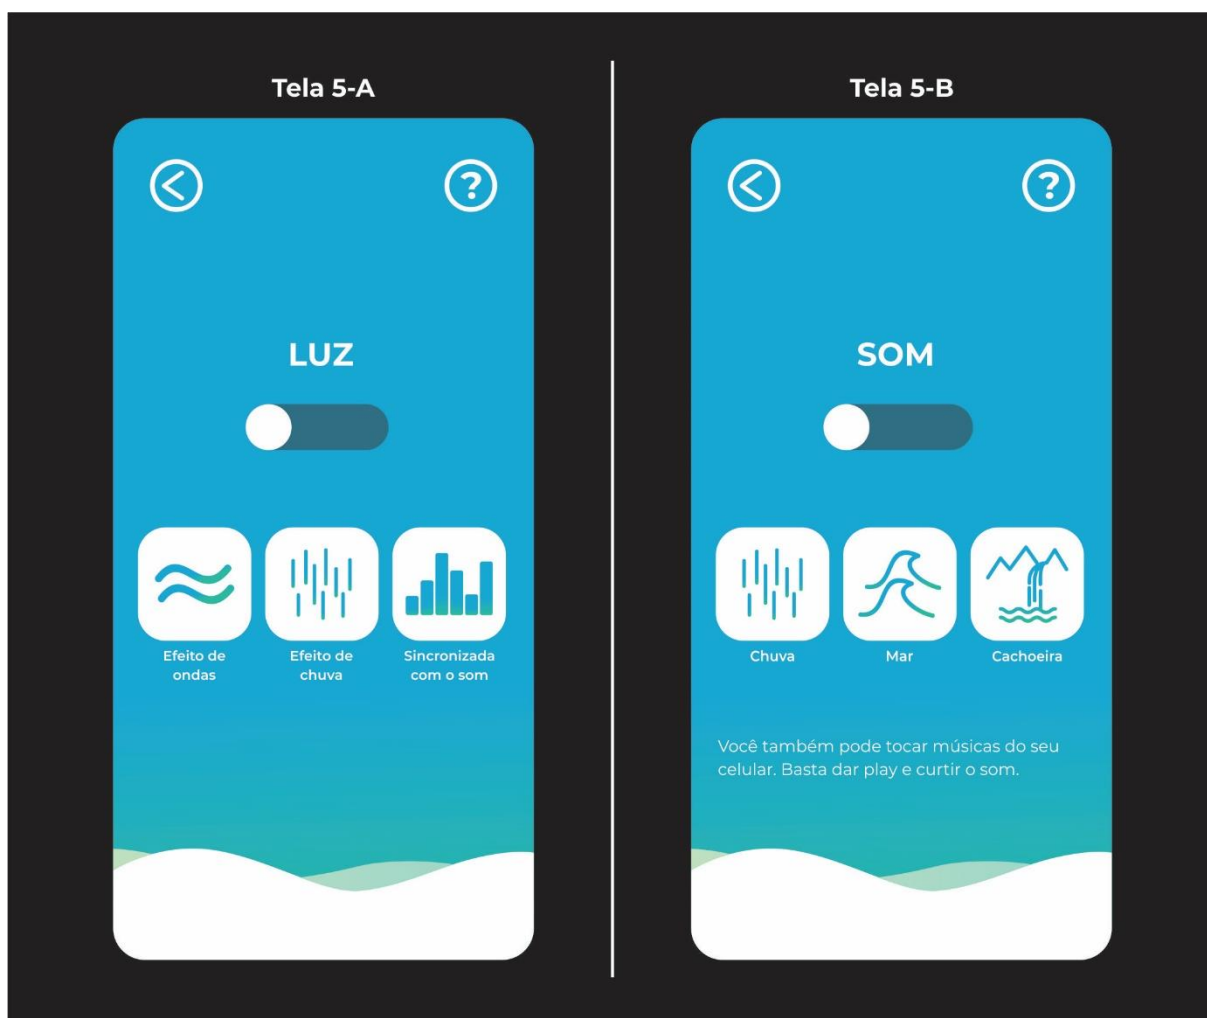 Tela 5-A
?
LUZ
Efeito de
ondas
Efeito de
chuva
Sincronizada
com o som
Tela 5-B
?
SOM
Chuva
Mar
Cachoeira
Você também pode tocar músicas do seu
celular. Basta dar play e curtir o som.